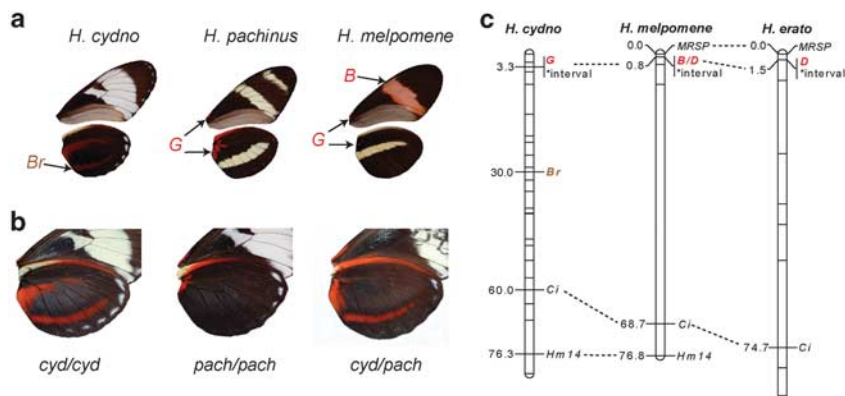 a
H. cydno H. pachinus H. melpomene
B
G G
Br
b
cyd/cyd pach/pach cyd/pach
c
H. cydno H. melpomene H. erato
0.0 MRSP 0.0 MRSP
3.3 G 0.8 B/D 1.5 D
*interval *interval *interval
30.0 Br
60.0 Ci
68.7 Ci
74.7 Ci
76.3 Hm14 76.8 Hm14